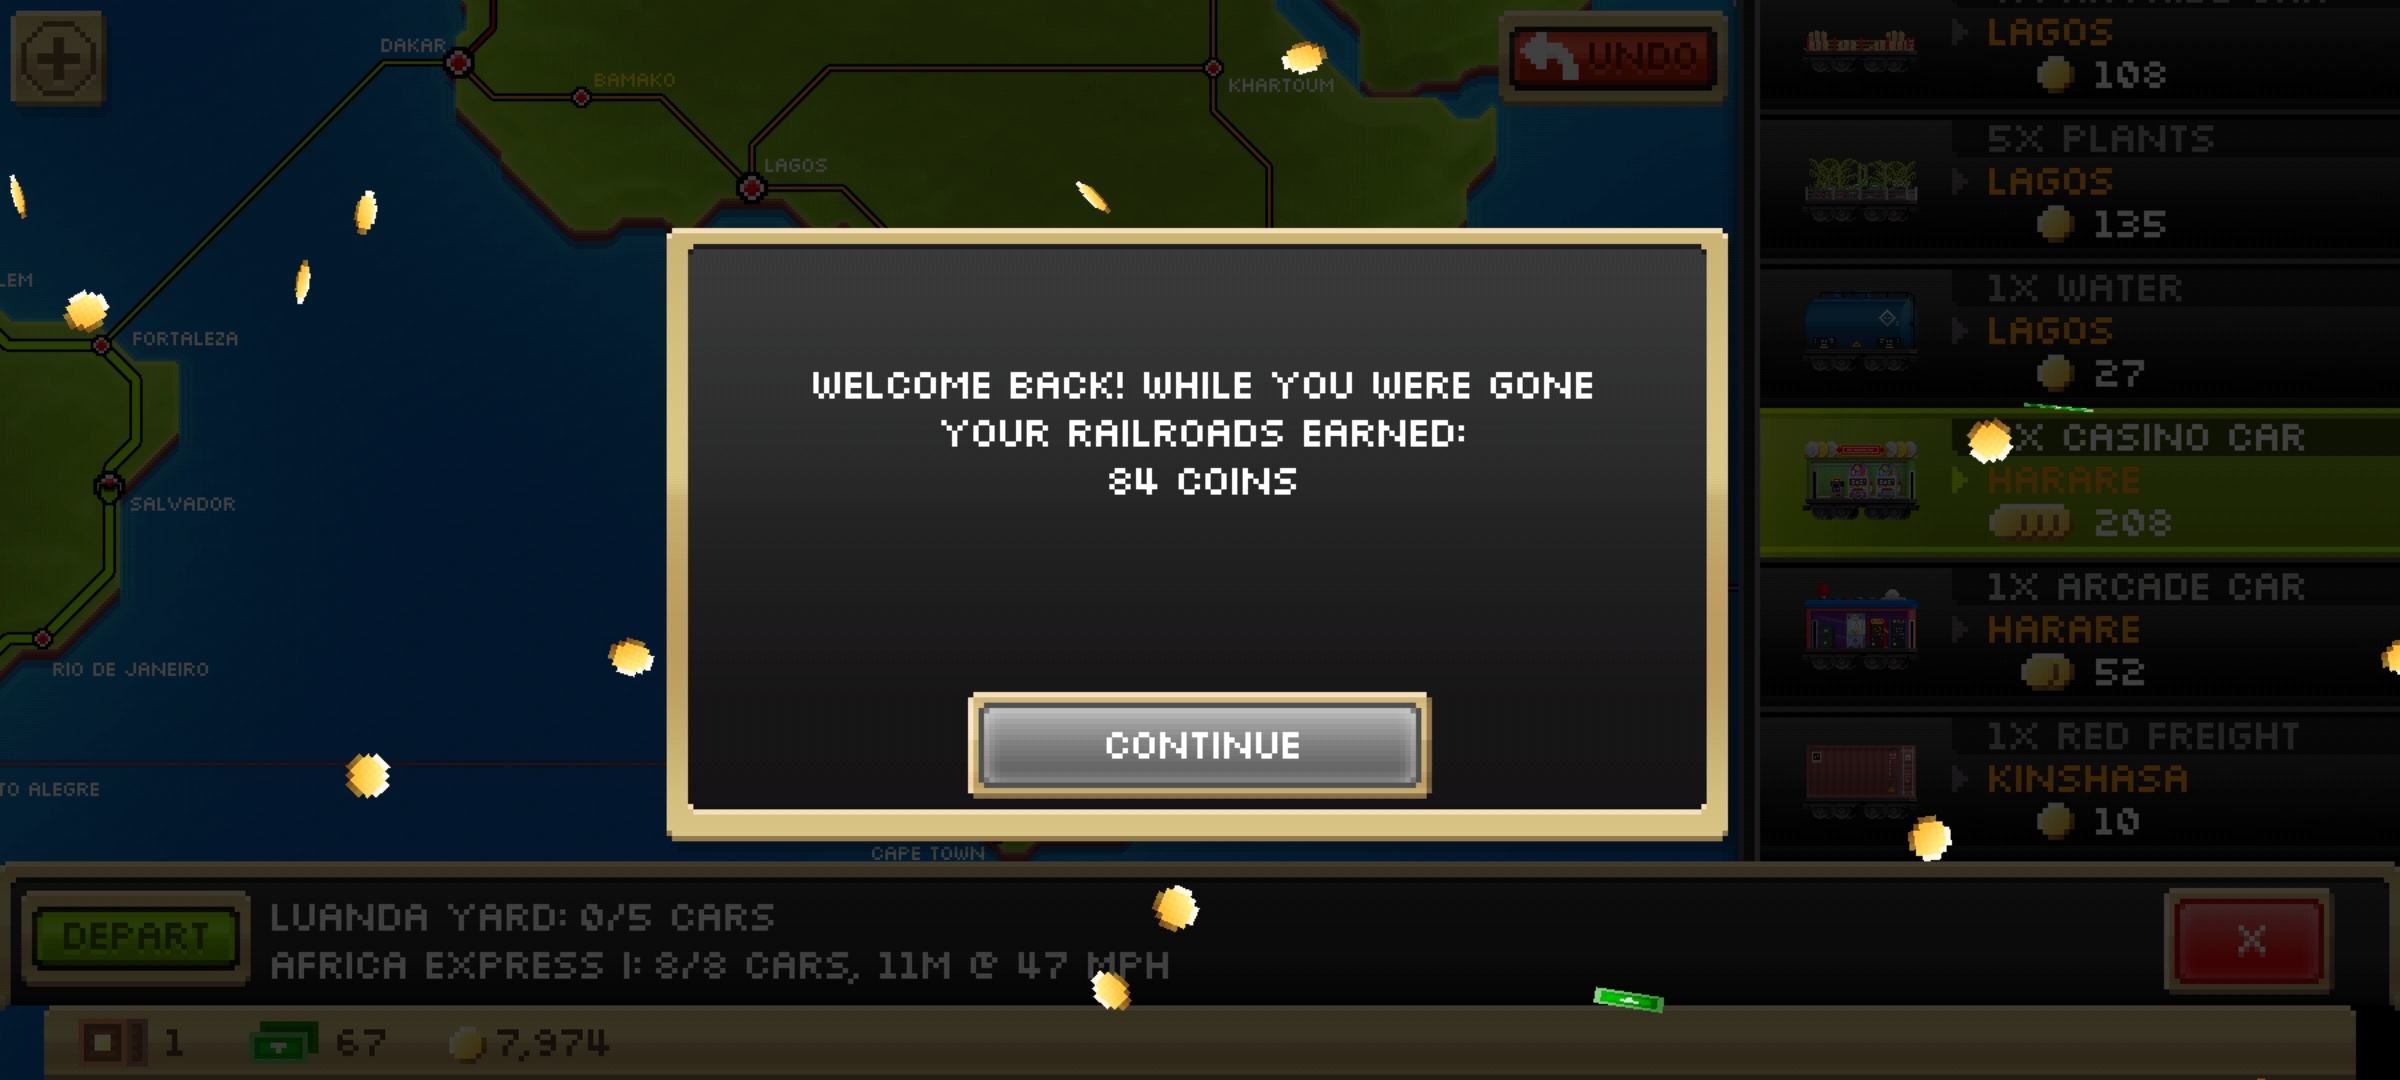 DAKAR
BAMAKO
LAGOS
KHARTOUM
UNDO
FORTALEZA
SALVADOR
RIO DE JANEIRO
TO ALEGRE
CAPE TOWN
WELCOME BACK! WHILE YOU WERE GONE
YOUR RAILROADS EARNED:
84 COINS
CONTINUE
LAGOS
108
5X PLANTS
LAGOS
135
1X WATER
LAGOS
27
X CASINO CAR
HARARE
208
1X ARCADE CAR
HARARE
52
1X RED FREIGHT
KINSHASA
10
DEPART
LUANDA YARD: 0/5 CARS
AFRICA EXPRESS I: 8/8 CARS, 11M @ 47 MPH
X
1
67
7,974